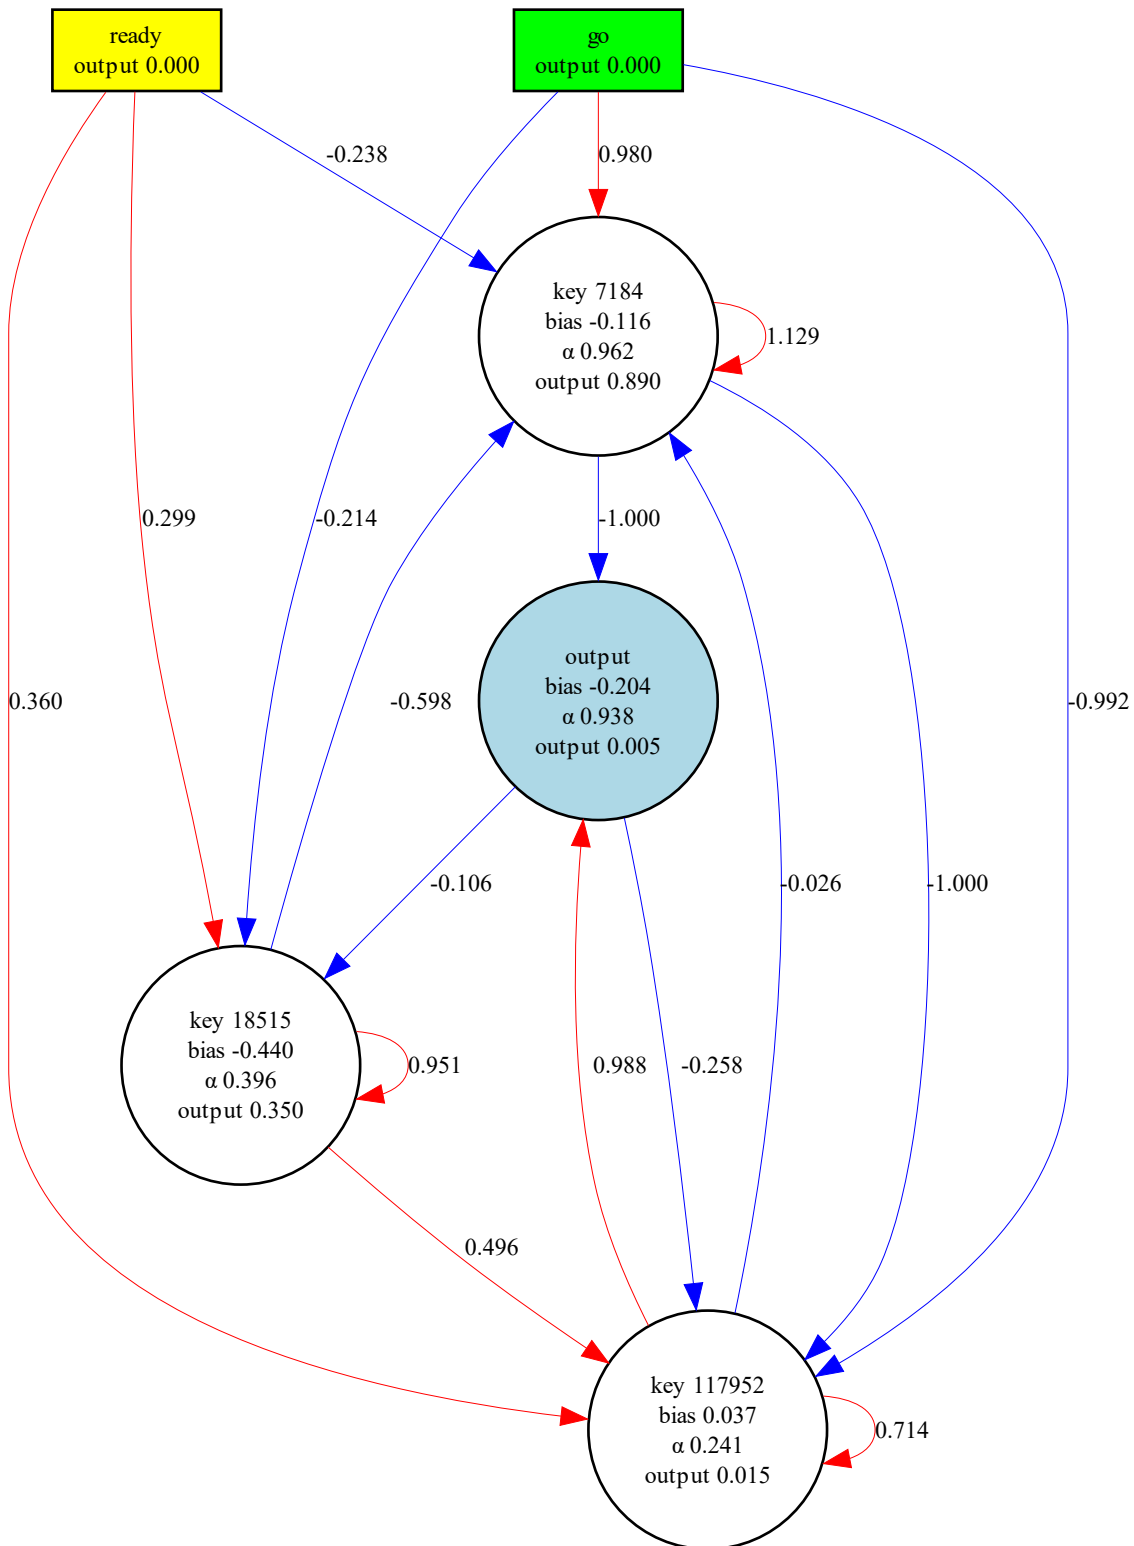 ready
output 0.000
go
output 0.000
-0.238
0.980
key 7184
bias -0.116
α 0.962
output 0.890
1.129
0.299
-0.214
-1.000
output
bias -0.204
α 0.938
output 0.005
0.360
-0.598
-0.992
-0.106
-0.026
-1.000
key 18515
bias -0.440
α 0.396
output 0.350
0.951
0.988
-0.258
0.496
key 117952
bias 0.037
α 0.241
output 0.015
0.714